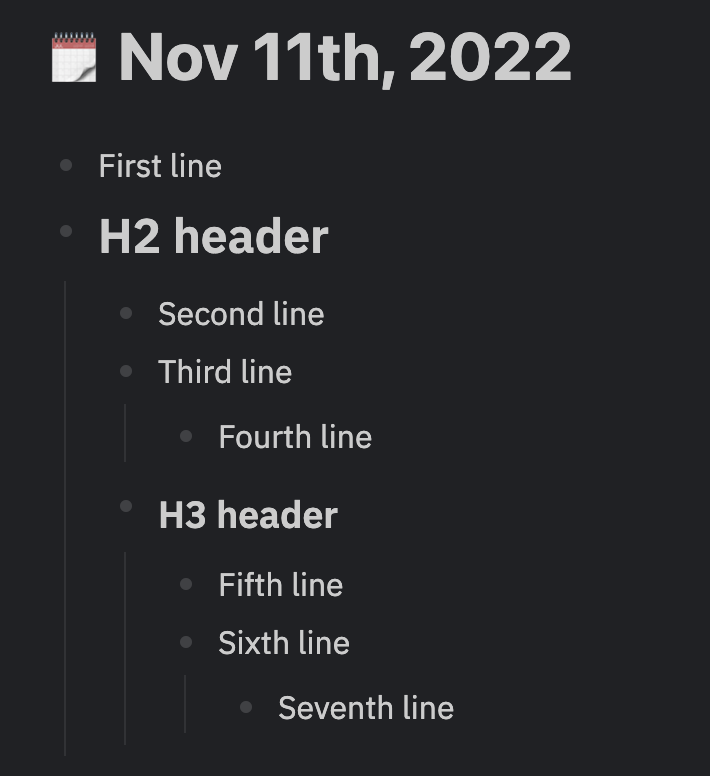 Nov 11th, 2022
First line
H2 header
Second line
Third line
Fourth line
H3 header
Fifth line
Sixth line
Seventh line